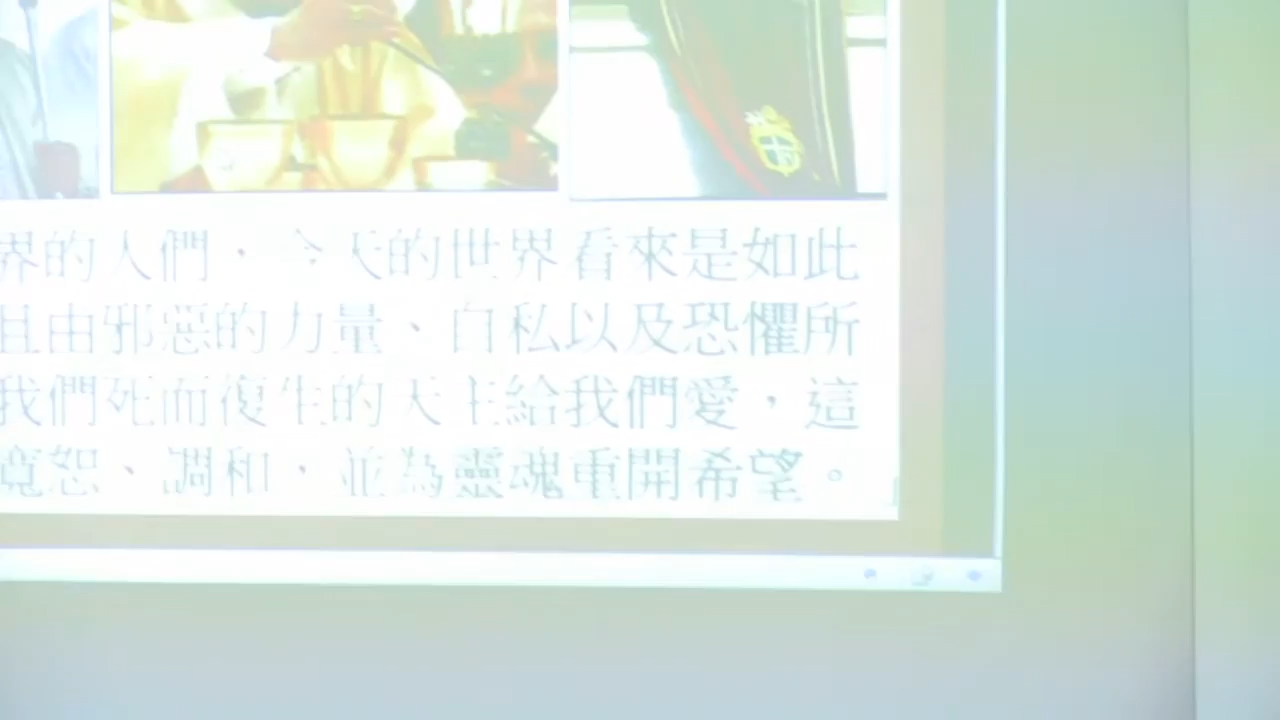 界的人們，今天的世界看來是如此
且由邪惡的力量、自私以及恐懼所
我們死而復生的天主給我們愛，這
寬恕、調和，並為靈魂重開希望。